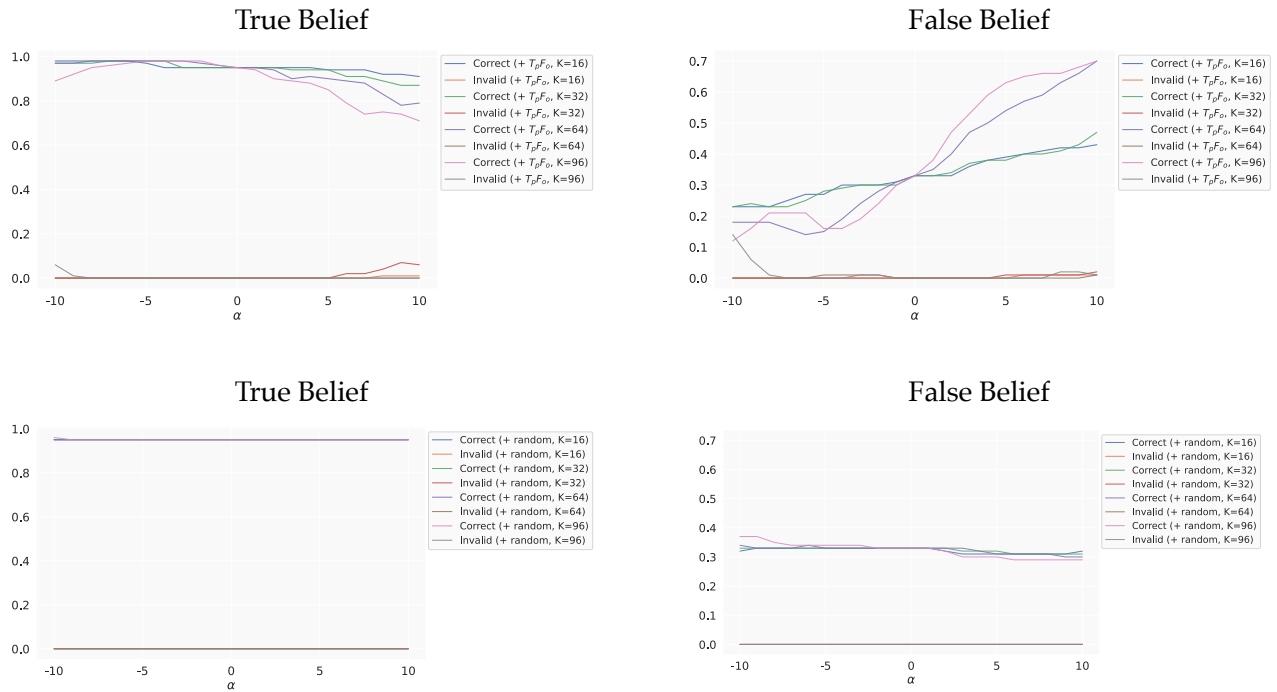 True Belief
1.0
0.8
0.6
0.4
0.2
0.0
-10 -5 0 5 10
α
Correct (+ TpFo, K=16)
Invalid (+ TpFo, K=16)
Correct (+ TpFo, K=32)
Invalid (+ TpFo, K=32)
Correct (+ TpFo, K=64)
Invalid (+ TpFo, K=64)
Correct (+ TpFo, K=96)
Invalid (+ TpFo, K=96)
False Belief
0.7
0.6
0.5
0.4
0.3
0.2
0.1
0.0
-10 -5 0 5 10
α
Correct (+ TpFo, K=16)
Invalid (+ TpFo, K=16)
Correct (+ TpFo, K=32)
Invalid (+ TpFo, K=32)
Correct (+ TpFo, K=64)
Invalid (+ TpFo, K=64)
Correct (+ TpFo, K=96)
Invalid (+ TpFo, K=96)
True Belief
1.0
0.8
0.6
0.4
0.2
0.0
-10 -5 0 5 10
α
Correct (+ random, K=16)
Invalid (+ random, K=16)
Correct (+ random, K=32)
Invalid (+ random, K=32)
Correct (+ random, K=64)
Invalid (+ random, K=64)
Correct (+ random, K=96)
Invalid (+ random, K=96)
False Belief
0.7
0.6
0.5
0.4
0.3
0.2
0.1
0.0
-10 -5 0 5 10
α
Correct (+ random, K=16)
Invalid (+ random, K=16)
Correct (+ random, K=32)
Invalid (+ random, K=32)
Correct (+ random, K=64)
Invalid (+ random, K=64)
Correct (+ random, K=96)
Invalid (+ random, K=96)